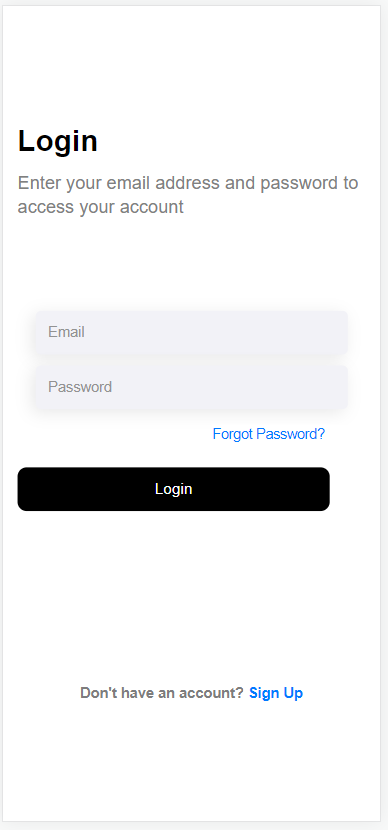 Login
Enter your email address and password to
access your account
Email
Password
Forgot Password?
Login
Don't have an account? Sign Up